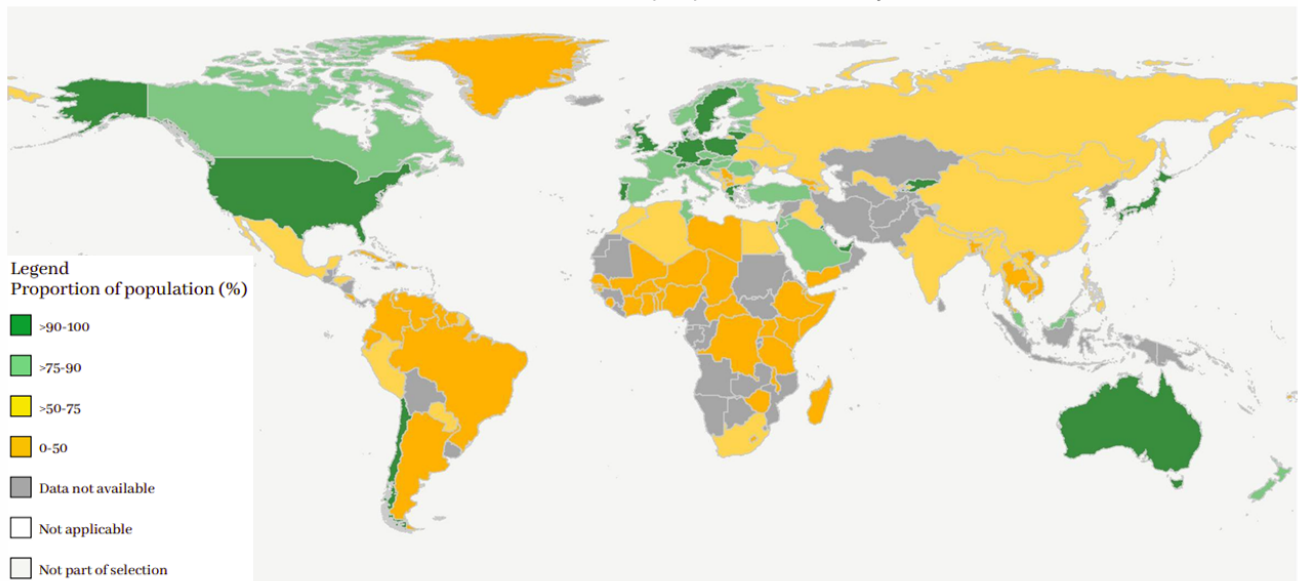 Legend
Proportion of population (%)
>90-100
>75-90
>50-75
0-50
Data not available
Not applicable
Not part of selection